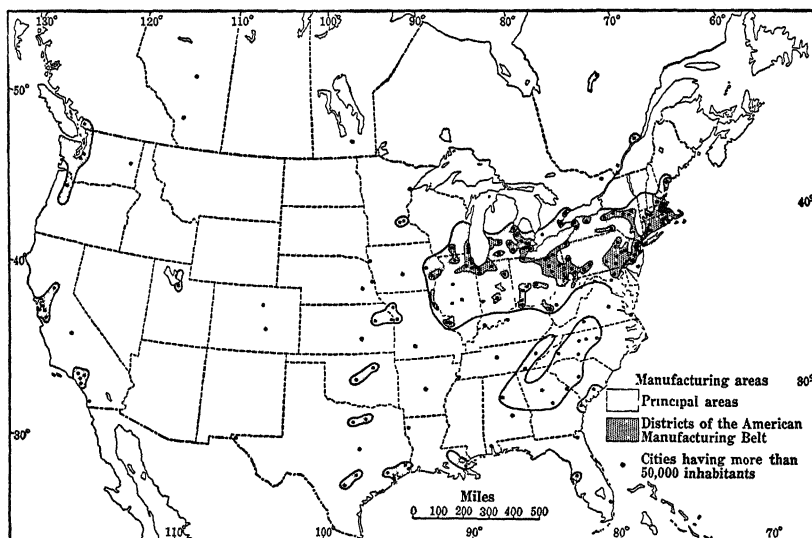 130° 120° 110° 100° 90° 80° 70° 60°
50°
40°
40°
Manufacturing areas
30°
Principal areas
Districts of the American
Manufacturing Belt
30°
Cities having more than
50,000 inhabitants
Miles
0 100 200 300 400 500
110° 100° 90° 80° 70°